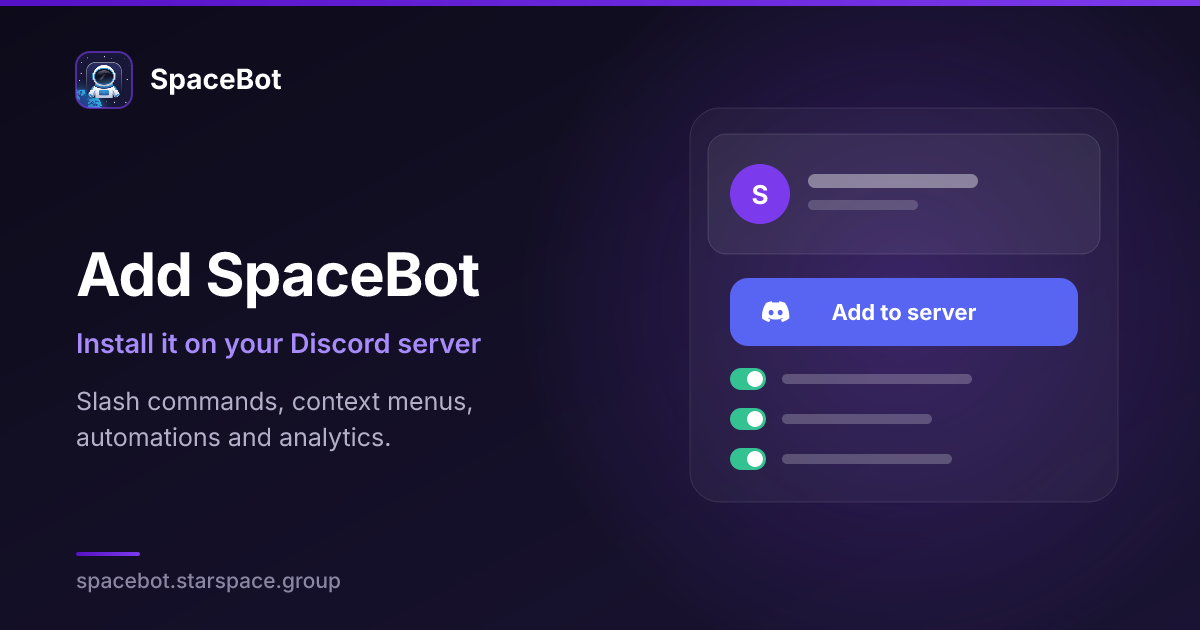 SpaceBot
Add SpaceBot
Install it on your Discord server
Slash commands, context menus,
automations and analytics.
spacebot.starspace.group
S
Add to server